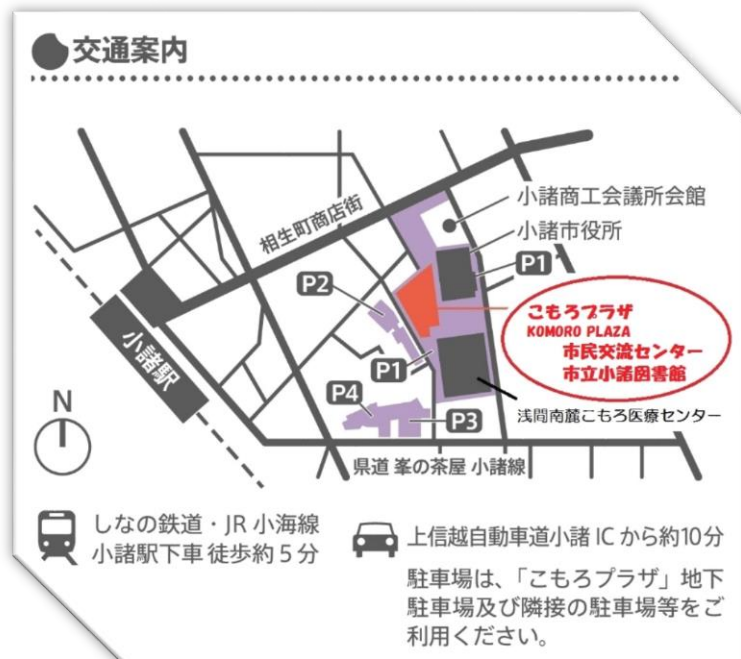 交通案内
相生町商店街
小諸商工会議所会館
小諸市役所
P1
P2
こもろプラザ
KOMORO PLAZA
市民交流センター
市立小諸図書館
小諸駅
P1
P4
P3
浅間南麓こもろ医療センター
N
県道 峯の茶屋 小諸線
しなの鉄道・JR 小海線
小諸駅下車 徒歩約5分
上信越自動車道小諸 IC から約10分
駐車場は、「こもろプラザ」地下
駐車場及び隣接の駐車場等をご
利用ください。